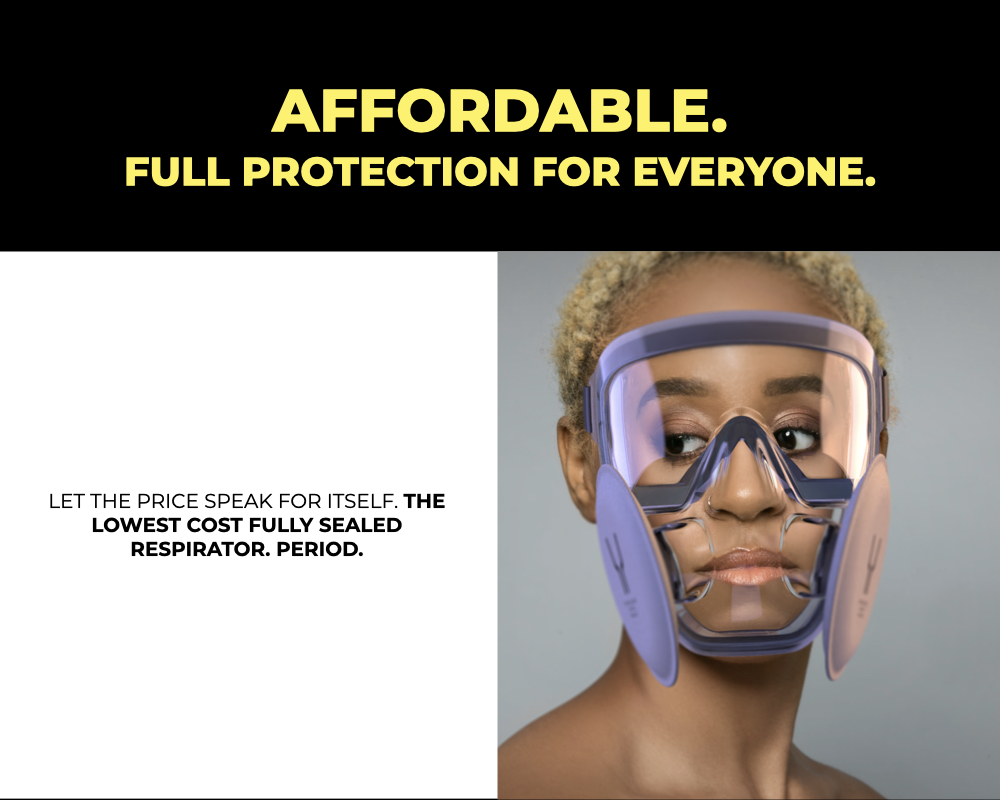 AFFORDABLE.
FULL PROTECTION FOR EVERYONE.
LET THE PRICE SPEAK FOR ITSELF. THE
LOWEST COST FULLY SEALED
RESPIRATOR. PERIOD.